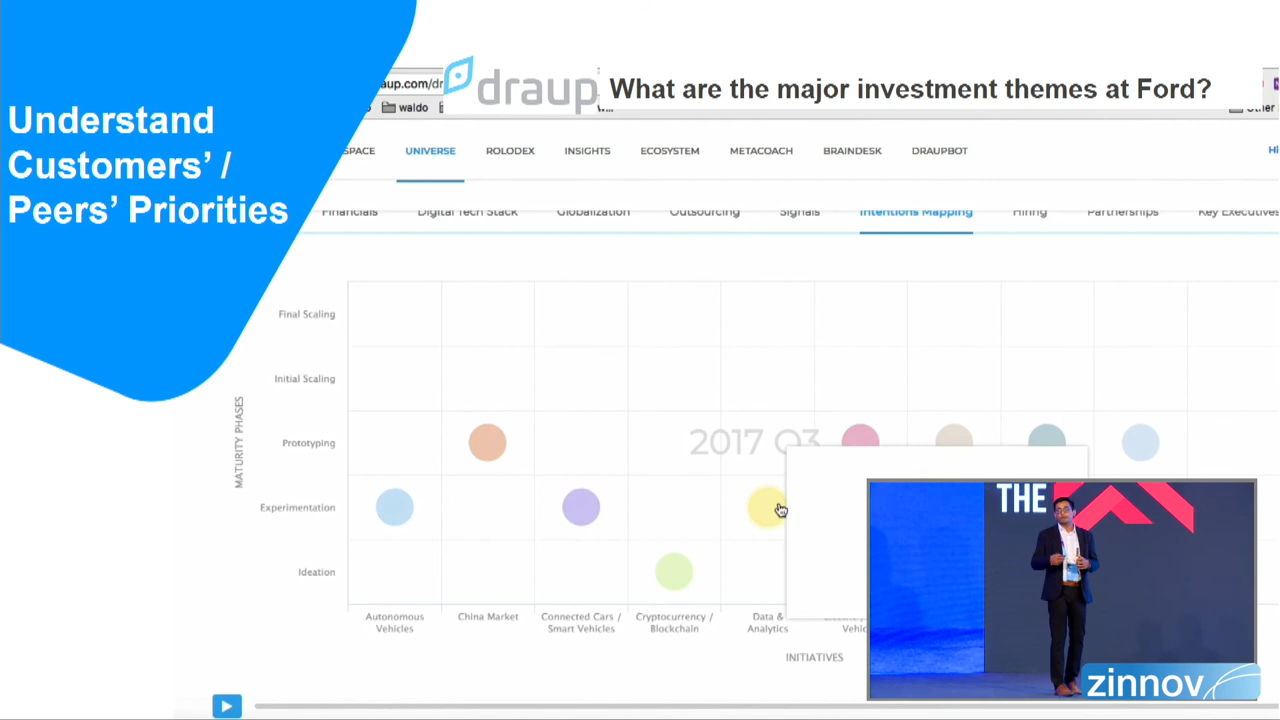 Understand
Customers’ /
Peers’ Priorities
draup
What are the major investment themes at Ford?
aup.com/dr
waldo
Other
SPACE
UNIVERSE
ROLODEX
INSIGHTS
ECOSYSTEM
METACOACH
BRAINDESK
DRAUPBOT
Financials
Digital Tech Stack
Globalization
Outsourcing
Signals
Intentions Mapping
Hiring
Partnerships
Key Executives
MATURITY PHASES
Final Scaling
Initial Scaling
Prototyping
Experimentation
Ideation
2017 Q3
Autonomous
Vehicles
China Market
Connected Cars /
Smart Vehicles
Cryptocurrency /
Blockchain
Data &
Analytics
INITIATIVES
THE
zinnov